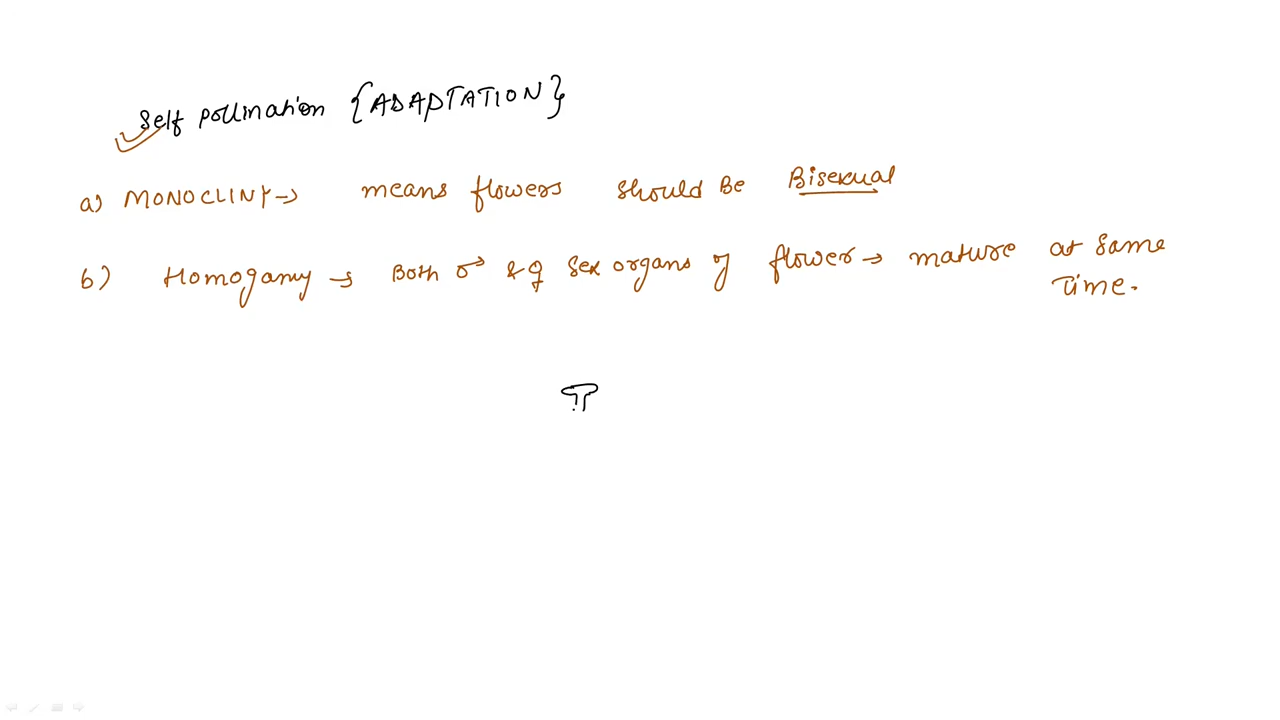 Self pollination {ADAPTATION}
a) MONOCLINY → means flowers should Be Bisexual
b) Homogamy → Both ♂ & ♀ sex organs of flower → mature at same
Time.